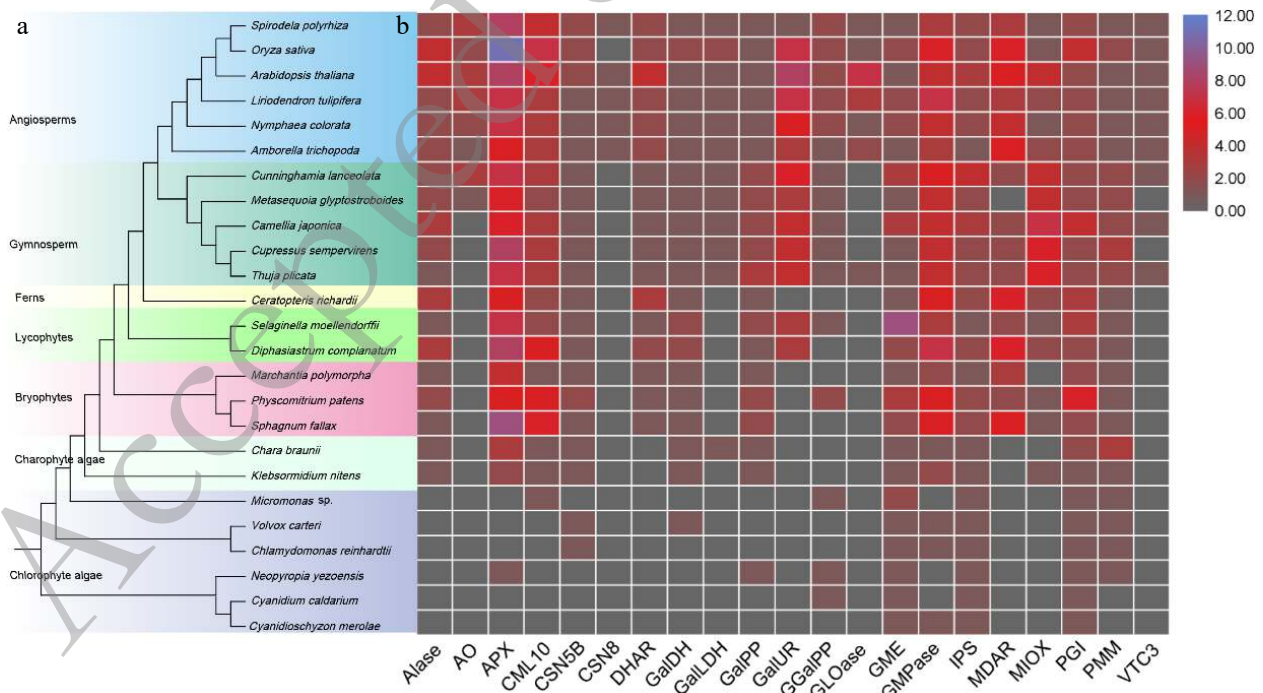 a
b
Angiosperms
Gymnosperm
Ferns
Lycophytes
Bryophytes
Charophyte algae
Chlorophyte algae
Spirodela polyrhiza
Oryza sativa
Arabidopsis thaliana
Liriodendron tulipifera
Nymphaea colorata
Amborella trichopoda
Cunninghamia lanceolata
Metasequoia glyptostroboides
Camellia japonica
Cupressus sempervirens
Thuja plicata
Ceratopteris richardii
Selaginella moellendorffii
Diphasiastrum complanatum
Marchantia polymorpha
Physcomitrium patens
Sphagnum fallax
Chara braunii
Klebsormidium nitens
Micromonas sp.
Volvox carteri
Chlamydomonas reinhardtii
Neopyropia yezoensis
Cyanidium caldarium
Cyanidioschyzon merolae
Alase
AO
APX
CML10
CSN5B
CSN8
DHAR
GalDH
GalLDH
GalPP
GalUR
GGalPP
GLOase
GME
GMPase
IPS
MDAR
MIOX
PGI
PMM
VTC3
12.00
10.00
8.00
6.00
4.00
2.00
0.00
Accepted